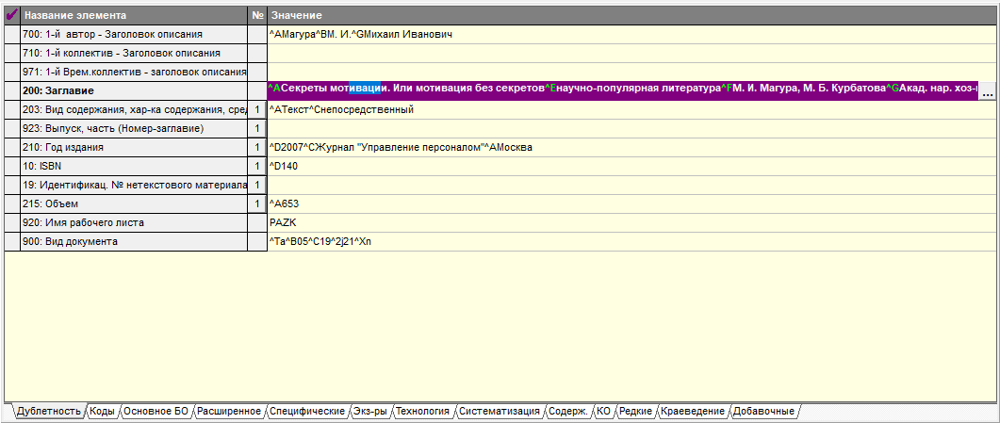 Название элемента № Значение
700: 1-й автор - Заголовок описания ^AМагура^BМ. И.^GМихаил Иванович
710: 1-й коллектив - Заголовок описания
971: 1-й Врем.коллектив - заголовок описания
200: Заглавие ^AСекреты мотивации. Или мотивация без секретов^Eнаучно-популярная литература^FМ. И. Магура, М. Б. Курбатова^GАкад. нар. хоз- ...
203: Вид содержания, хар-ка содержания, сред 1 ^AТекст^Cнепосредственный
923: Выпуск, часть (Номер-заглавие) 1
210: Год издания 1 ^D2007^CЖурнал "Управление персоналом"^AМосква
10: ISBN 1 ^D140
19: Идентификац. № нетекстового материала 1
215: Объем 1 ^A653
920: Имя рабочего листа PAZK
900: Вид документа ^Ta^B05^C19^2j21^Xn
Дублетность Коды Основное БО Расширенное Специфические Экз-ры Технология Систематизация Содерж. КО Редкие Краеведение Добавочные